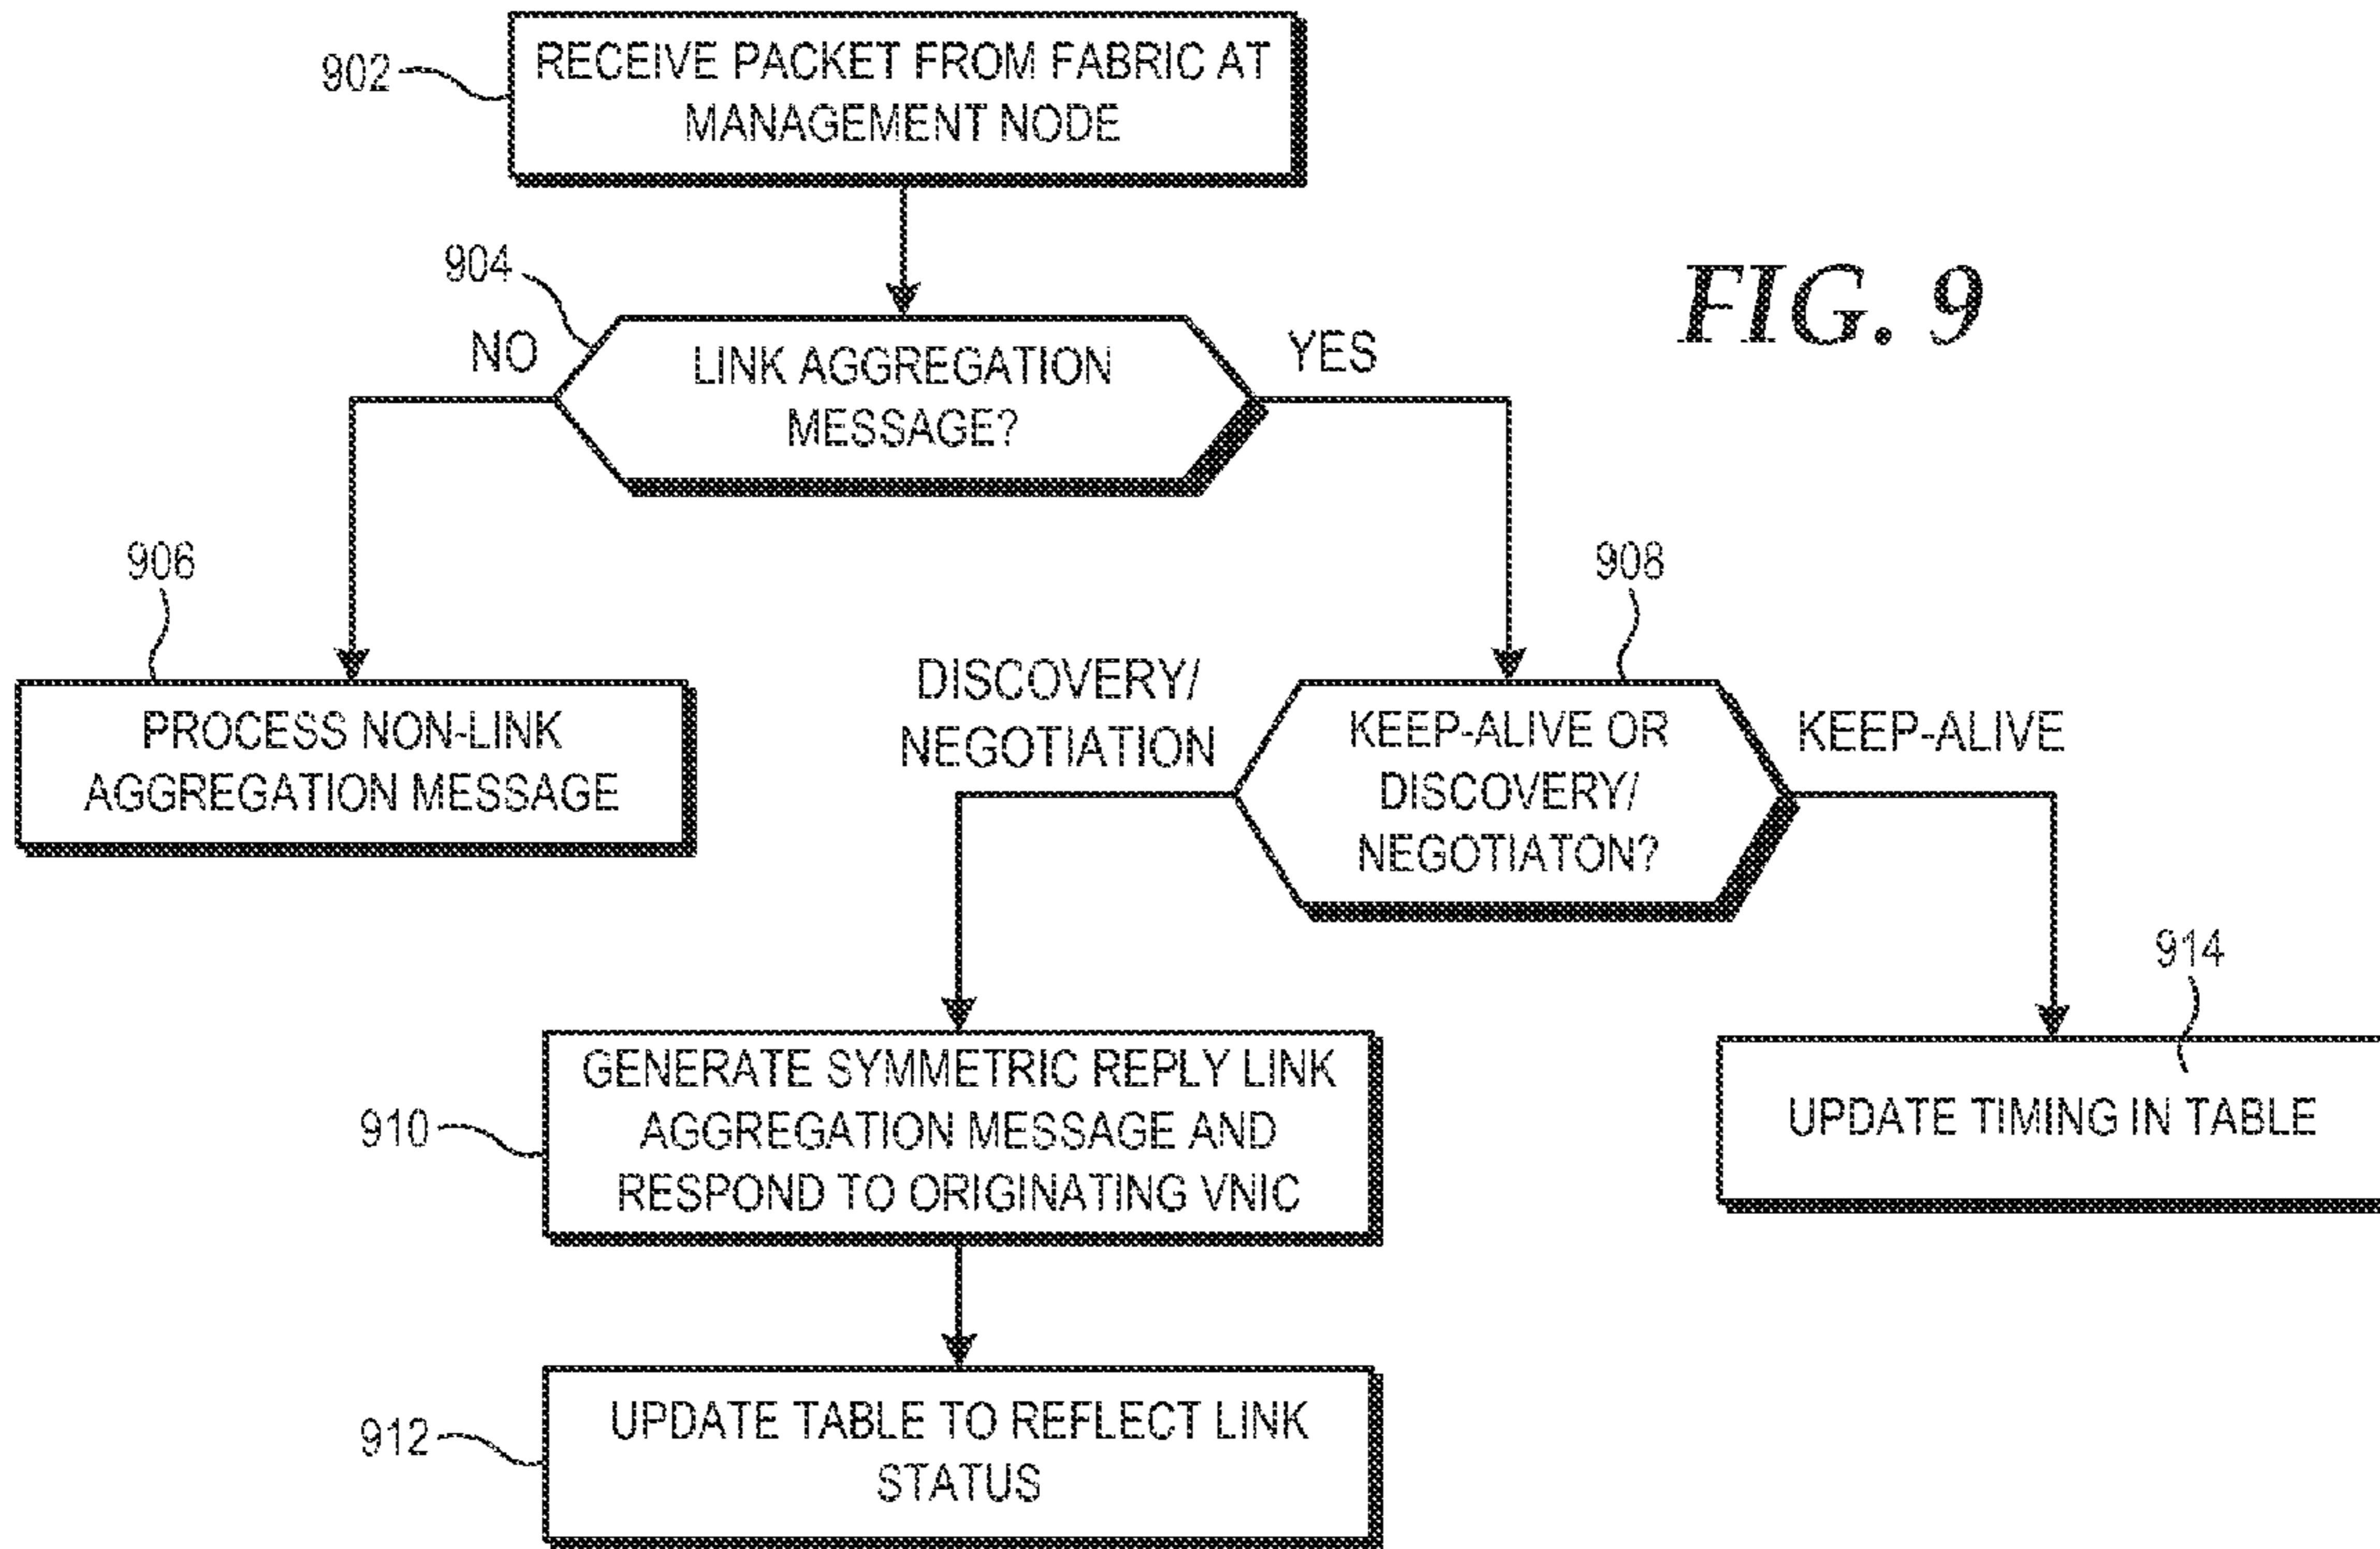 902
RECEIVE PACKET FROM FABRIC AT
MANAGEMENT NODE
904
NO
LINK AGGREGATION
MESSAGE?
YES
FIG. 9
906
PROCESS NON-LINK
AGGREGATION MESSAGE
908
DISCOVERY/
NEGOTIATION
KEEP-ALIVE OR
DISCOVERY/
NEGOTIATON?
KEEP-ALIVE
910
GENERATE SYMMETRIC REPLY LINK
AGGREGATION MESSAGE AND
RESPOND TO ORIGINATING VNIC
914
UPDATE TIMING IN TABLE
912
UPDATE TABLE TO REFLECT LINK
STATUS